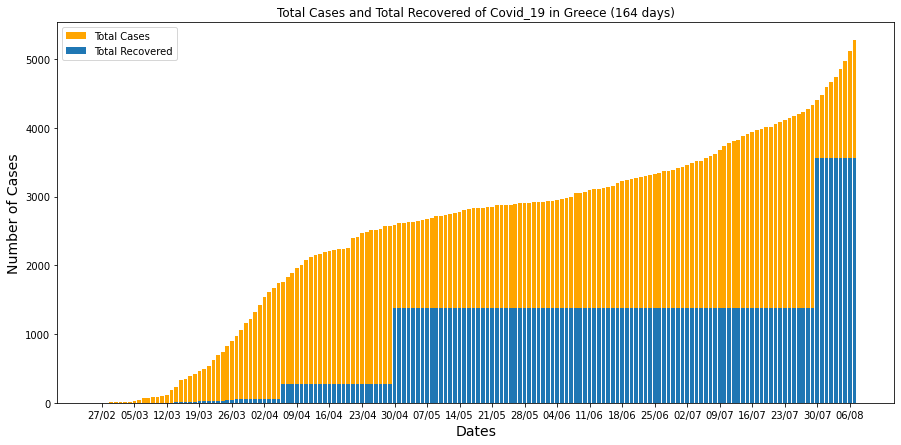 Total Cases and Total Recovered of Covid_19 in Greece (164 days)
Total Cases
Total Recovered
Number of Cases
5000
4000
3000
2000
1000
0
27/02 05/03 12/03 19/03 26/03 02/04 09/04 16/04 23/04 30/04 07/05 14/05 21/05 28/05 04/06 11/06 18/06 25/06 02/07 09/07 16/07 23/07 30/07 06/08
Dates